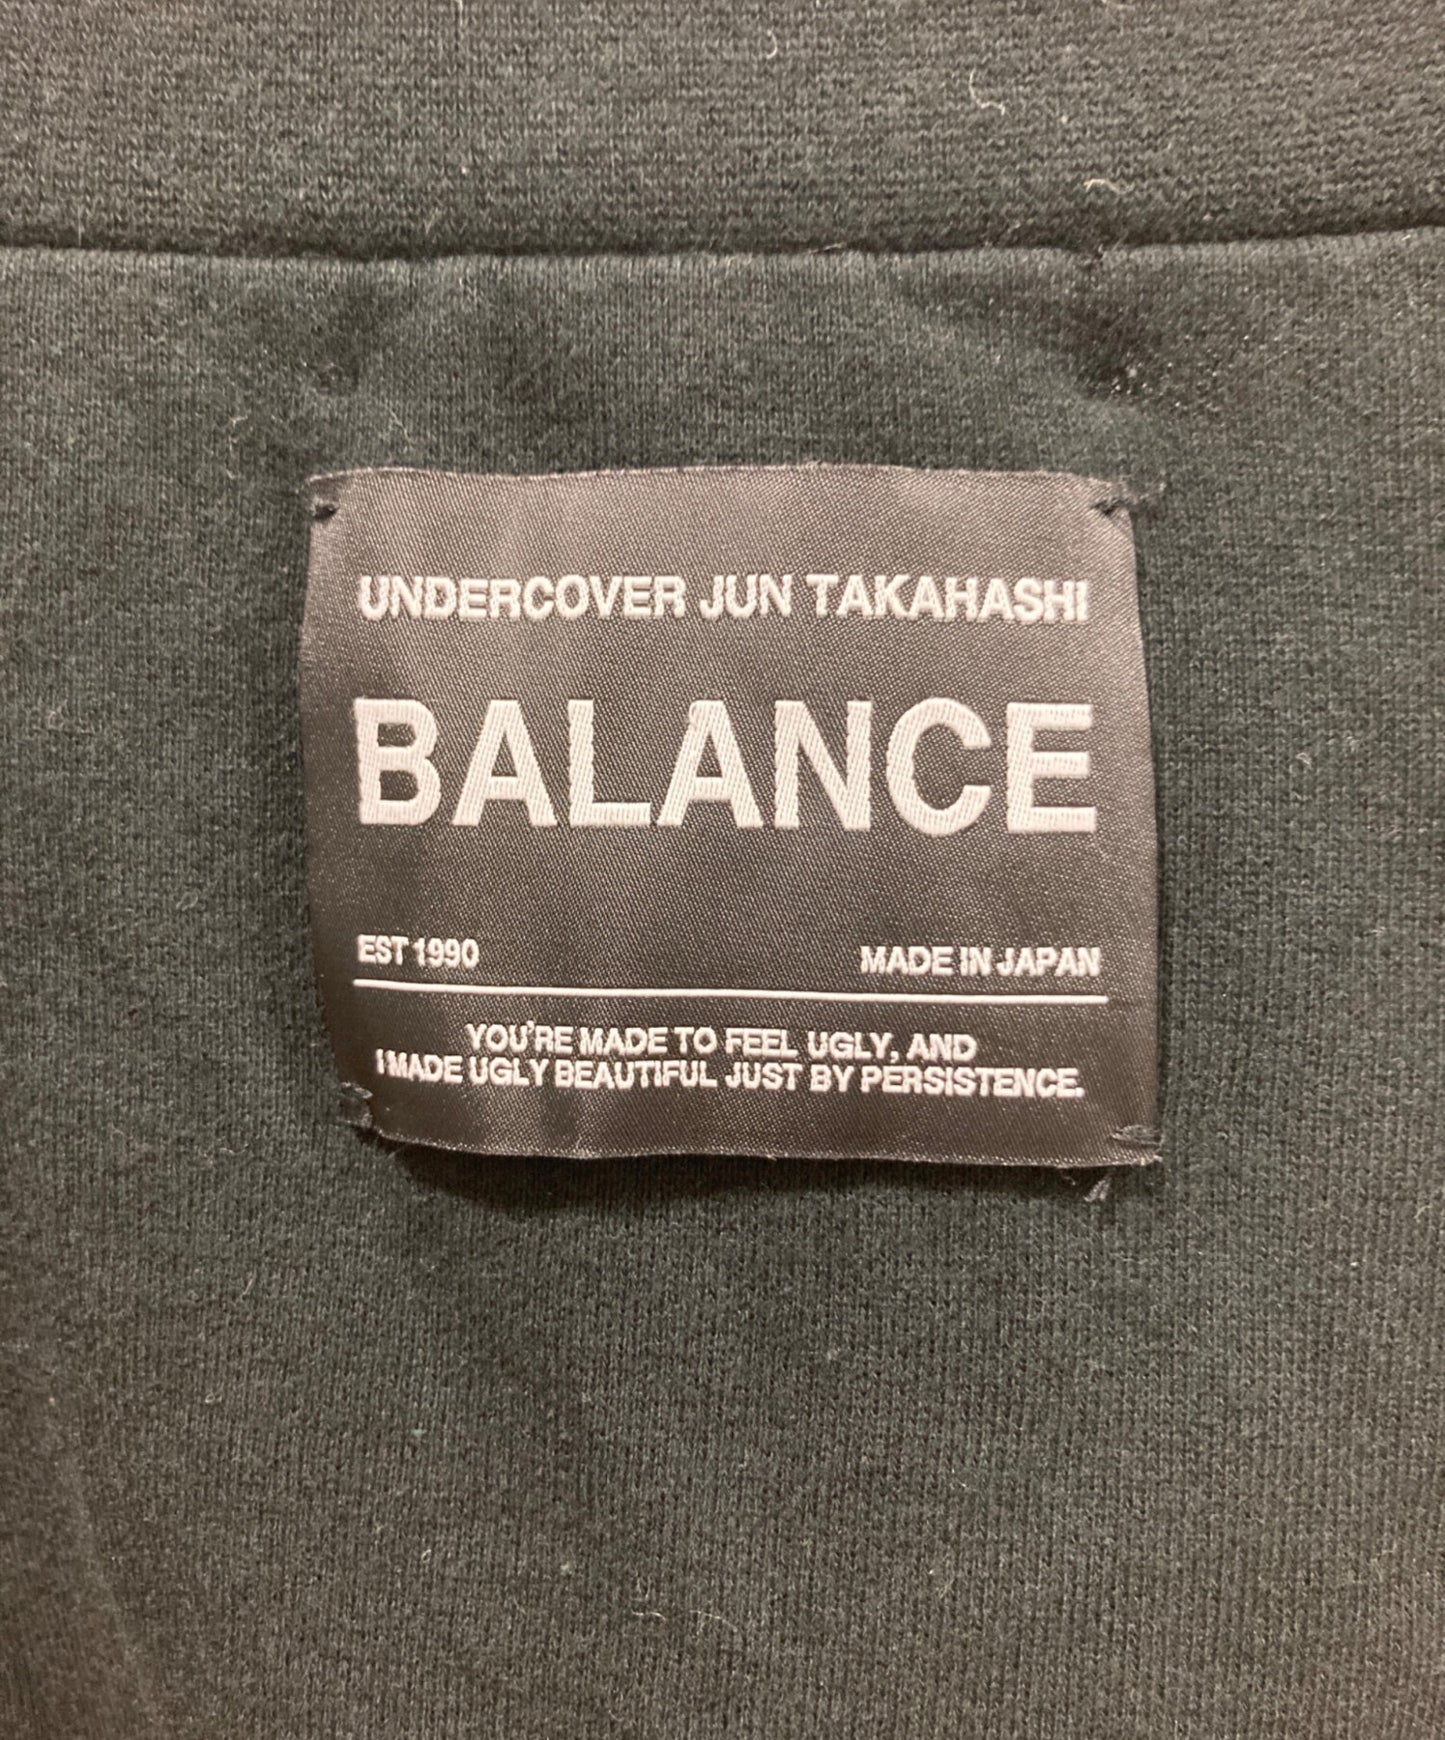 UNDERCOVER JUN TAKAHASHI
BALANCE
EST 1990 MADE IN JAPAN
YOU'RE MADE TO FEEL UGLY, AND
I MADE UGLY BEAUTIFUL JUST BY PERSISTENCE.